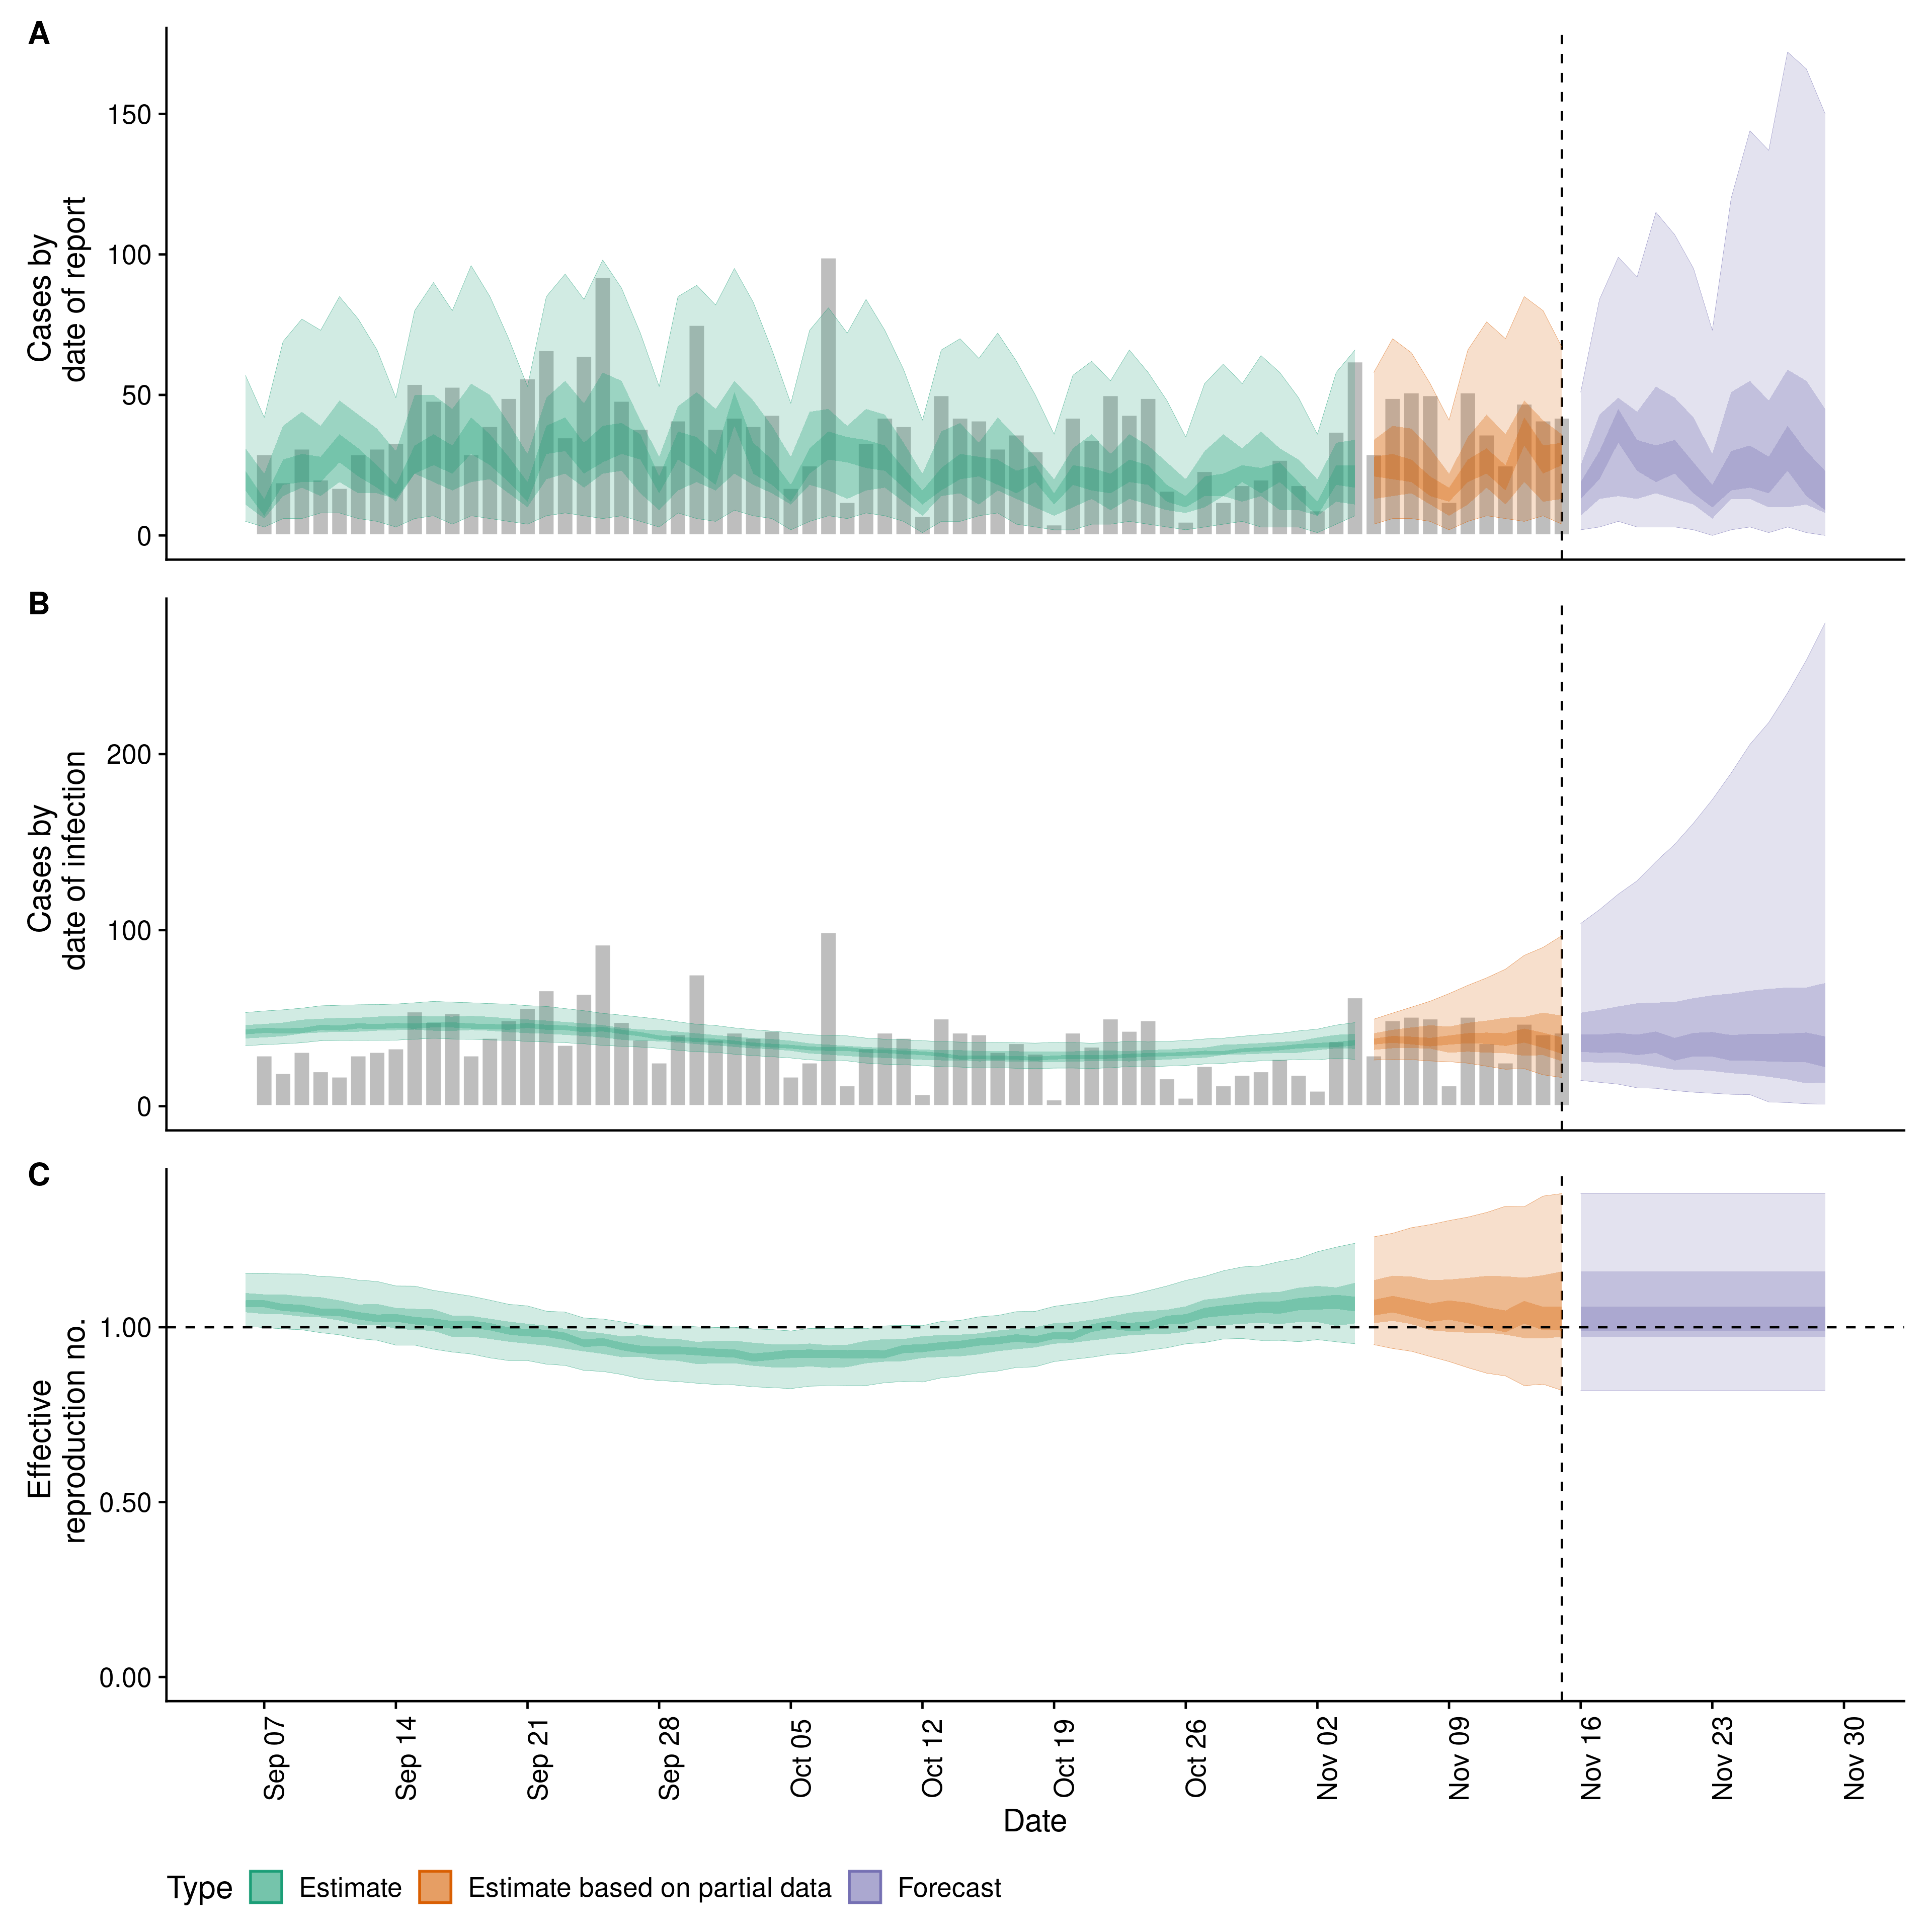 A
Cases by
date of report
150
100
50
0
B
Cases by
date of infection
200
100
0
C
Effective
reproduction no.
1.00
0.50
0.00
Sep 07
Sep 14
Sep 21
Sep 28
Oct 05
Oct 12
Oct 19
Oct 26
Nov 02
Nov 09
Nov 16
Nov 23
Nov 30
Date
Type Estimate Estimate based on partial data Forecast